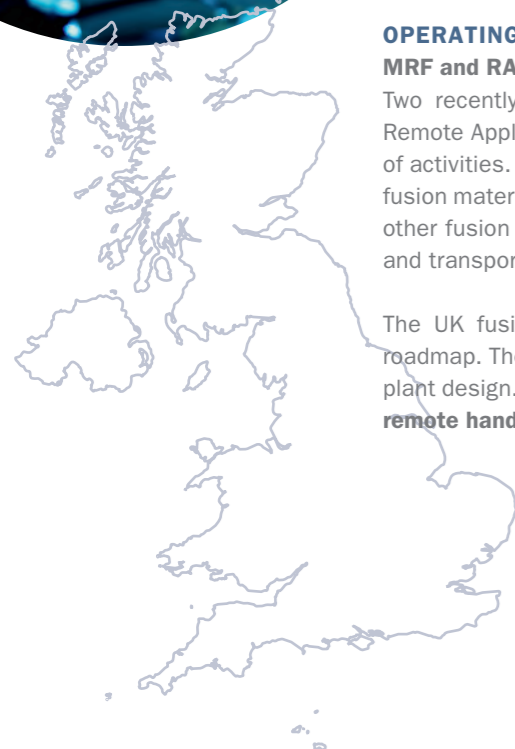 OPERATING
MRF and RA
Two recently
Remote Appl
of activities.
fusion mater
other fusion
and transpor
The UK fusi
roadmap. The
plant design.
remote hand